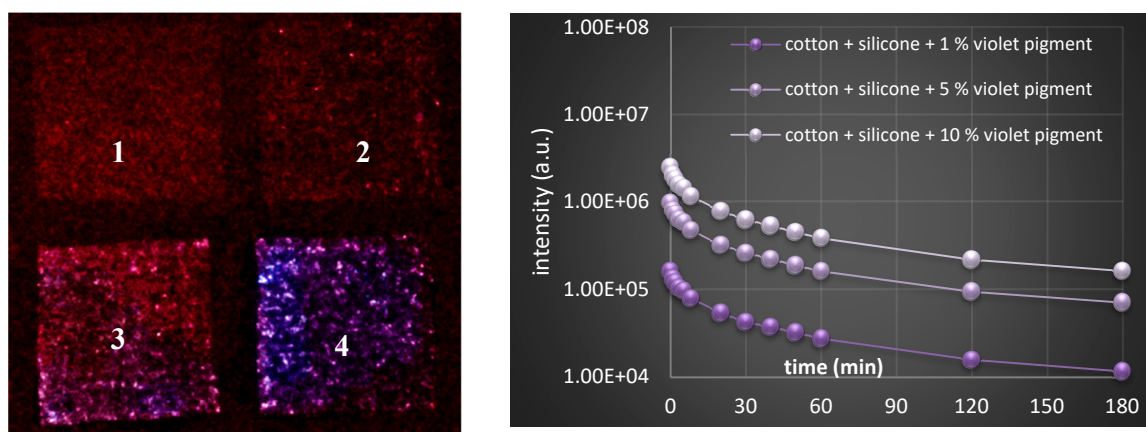 1
2
3
4
1.00E+08
1.00E+07
1.00E+06
1.00E+05
1.00E+04
intensity (a.u.)
cotton + silicone + 1 % violet pigment
cotton + silicone + 5 % violet pigment
cotton + silicone + 10 % violet pigment
time (min)
0 30 60 90 120 150 180